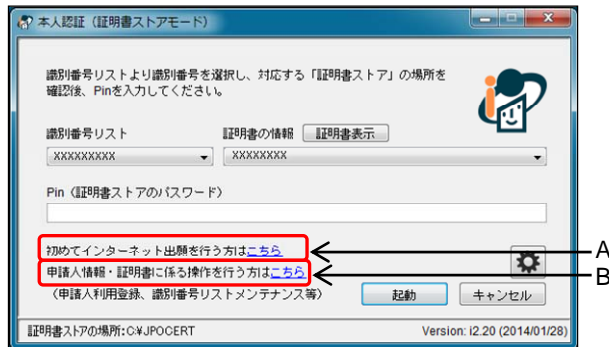 本人認証(証明書ストアモード)
識別番号リストより識別番号を選択し、対応する「証明書ストア」の場所を
確認後、Pinを入力してください。
識別番号リスト 証明書の情報 証明書表示
XXXXXXXXX XXXXXXXX
Pin(証明書ストアのパスワード)
初めてインターネット出願を行う方はこちら A
申請人情報・証明書に係る操作を行う方はこちら B
(申請人利用登録、識別番号リストメンテナンス等) 起動 キャンセル
証明書ストアの場所:C:¥JPOCERT Version: i2.20 (2014/01/28)